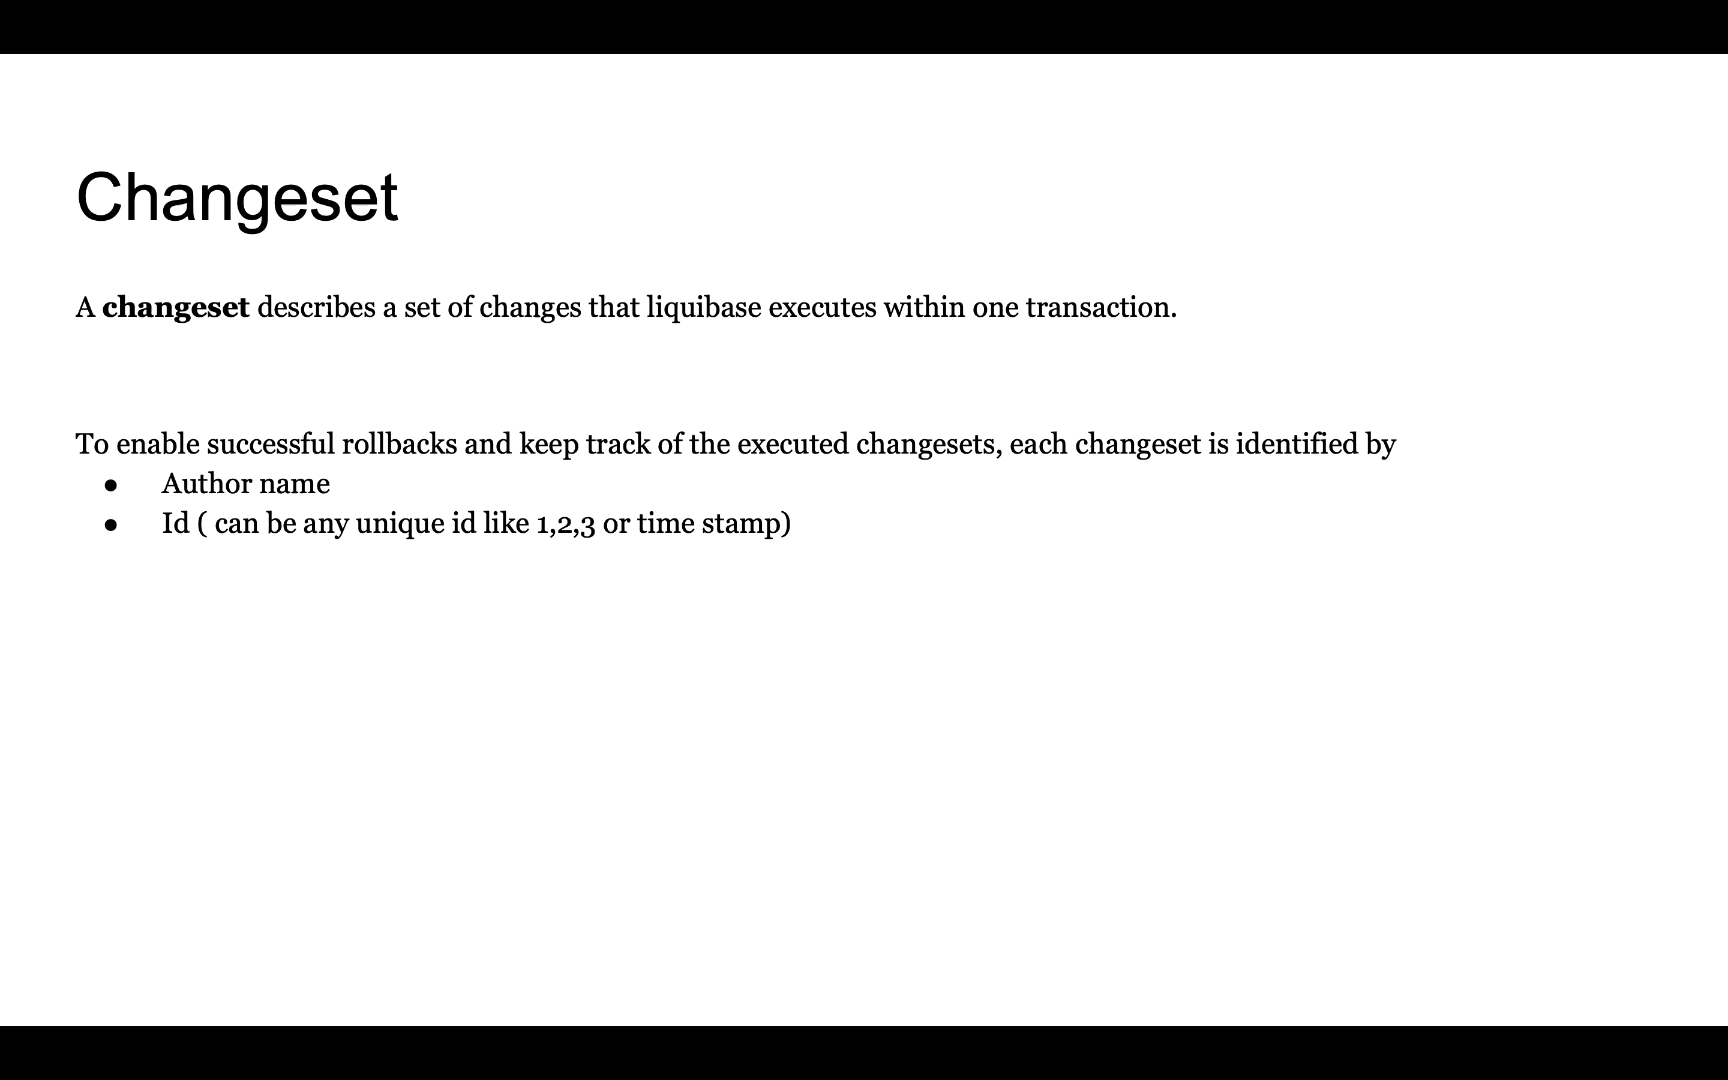 Changeset
A changeset describes a set of changes that liquibase executes within one transaction.
To enable successful rollbacks and keep track of the executed changesets, each changeset is identified by
● Author name
● Id ( can be any unique id like 1,2,3 or time stamp)